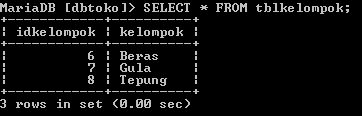 MariaDB [dbtoko]> SELECT * FROM tblkelompok;
+------------+----------+
| idkelompok | kelompok |
+------------+----------+
|          6 | Beras    |
|          7 | Gula     |
|          8 | Tepung   |
+------------+----------+
3 rows in set (0.00 sec)